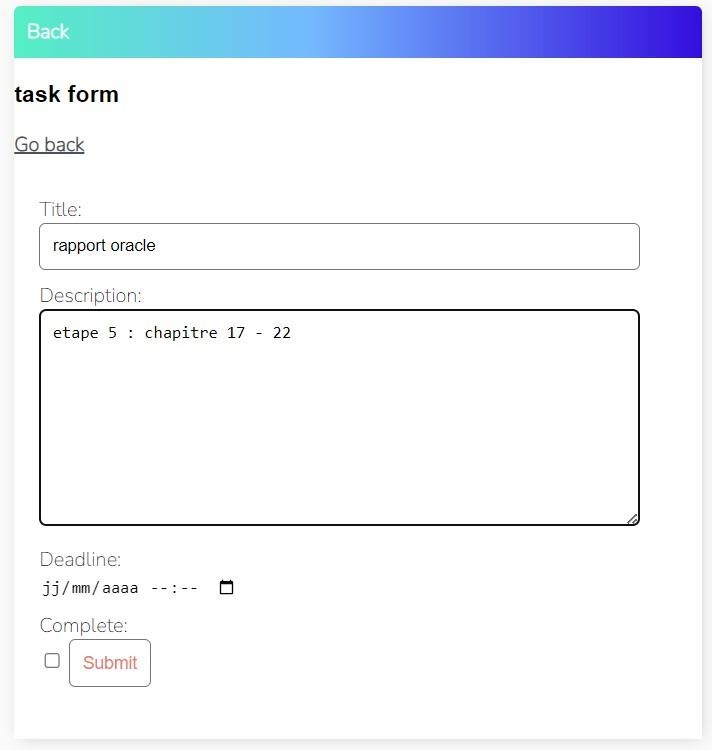 Back
task form
Go back
Title:
rapport oracle
Description:
etape 5 : chapitre 17 - 22
Deadline:
jj/mm/aaaa --:--
Complete:
Submit